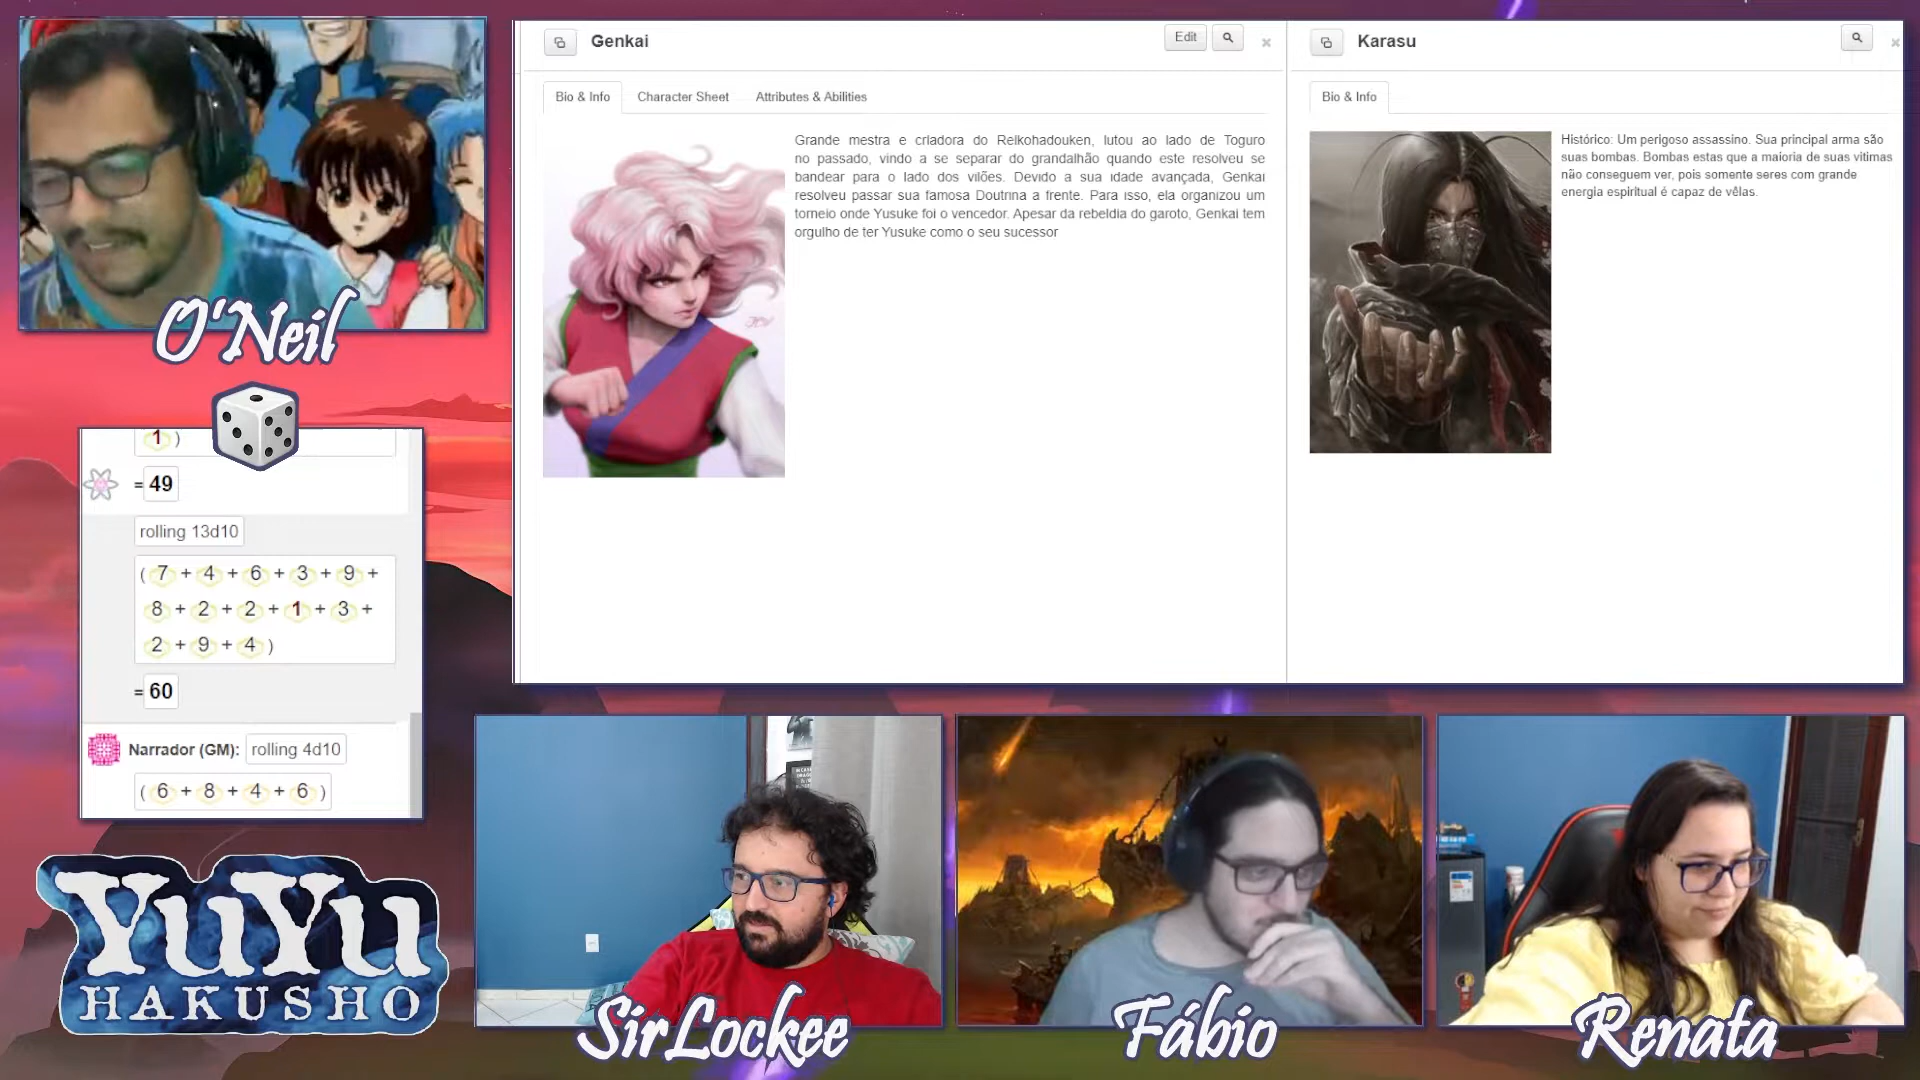 O'Neil
1 )
= 49
rolling 13d10
( 7 + 4 + 6 + 3 + 9 +
8 + 2 + 2 + 1 + 3 +
2 + 9 + 4 )
= 60
Narrador (GM): rolling 4d10
( 6 + 8 + 4 + 6 )
YuYu
HAKUSHO
Genkai
Edit
Bio & Info Character Sheet Attributes & Abilities
Grande mestra e criadora do Reikohadouken, lutou ao lado de Toguro
no passado, vindo a se separar do grandalhão quando este resolveu se
bandear para o lado dos vilões. Devido a sua idade avançada, Genkai
resolveu passar sua famosa Doutrina a frente. Para isso, ela organizou um
torneio onde Yusuke foi o vencedor. Apesar da rebeldia do garoto, Genkai tem
orgulho de ter Yusuke como o seu sucessor
Karasu
Bio & Info
Histórico: Um perigoso assassino. Sua principal arma são
suas bombas. Bombas estas que a maioria de suas vitimas
não conseguem ver, pois somente seres com grande
energia espiritual é capaz de vêlas.
SirLockee
Fábio
Renata